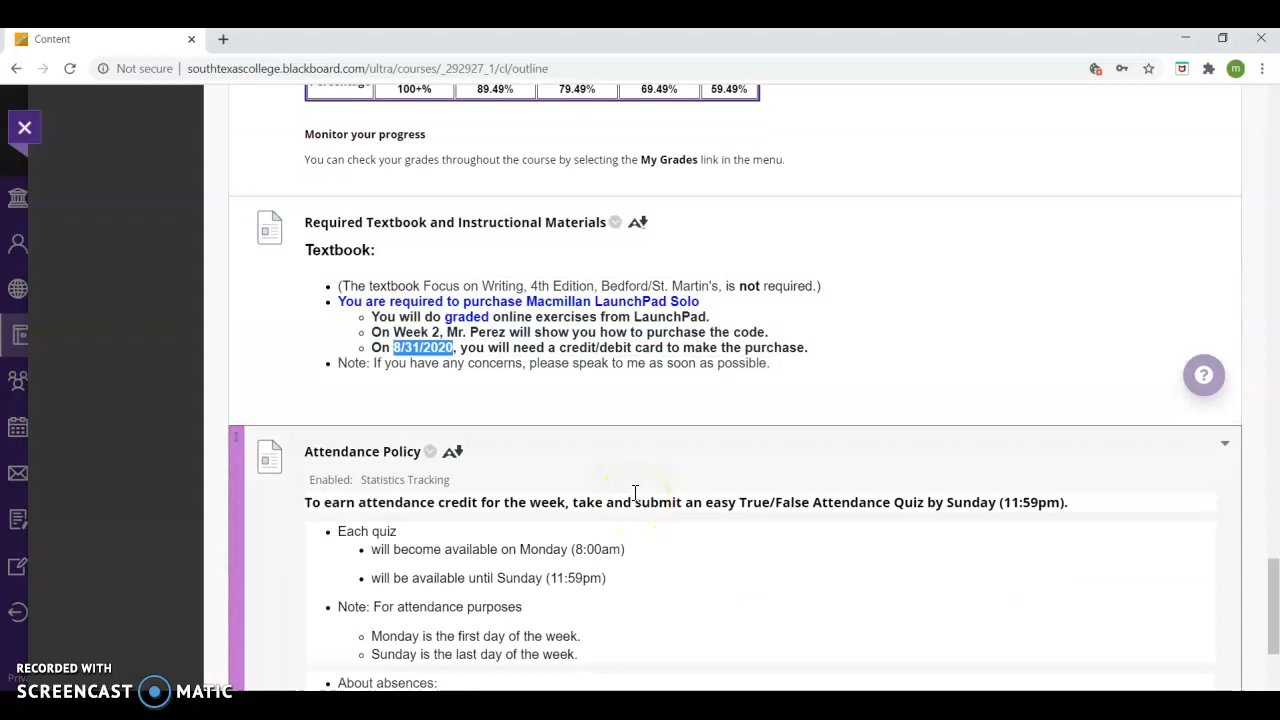 Content
Not secure
southtexascollege.blackboard.com/ultra/courses/_292927_1/cl/outline
m
100+% 89.49% 79.49% 69.49% 59.49%
Monitor your progress
You can check your grades throughout the course by selecting the My Grades link in the menu.
Required Textbook and Instructional Materials
Textbook:
(The textbook Focus on Writing, 4th Edition, Bedford/St. Martin's, is not required.)
You are required to purchase Macmillan LaunchPad Solo
You will do graded online exercises from LaunchPad.
On Week 2, Mr. Perez will show you how to purchase the code.
On 8/31/2020, you will need a credit/debit card to make the purchase.
Note: If you have any concerns, please speak to me as soon as possible.
Attendance Policy
Enabled: Statistics Tracking
To earn attendance credit for the week, take and submit an easy True/False Attendance Quiz by Sunday (11:59pm).
Each quiz
will become available on Monday (8:00am)
will be available until Sunday (11:59pm)
Note: For attendance purposes
Monday is the first day of the week.
Sunday is the last day of the week.
About absences:
RECORDED WITH
SCREENCAST MATIC